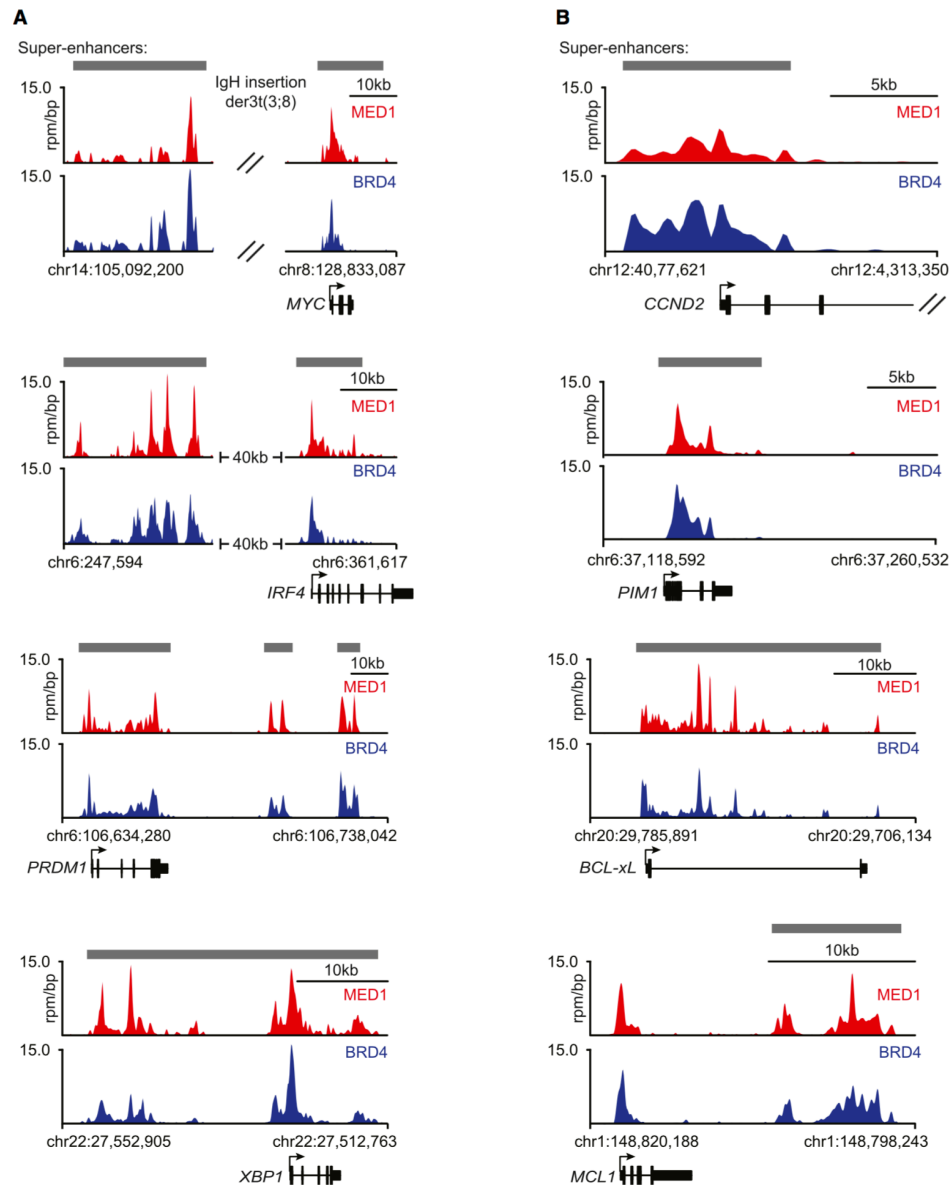 A
Super-enhancers:
IgH insertion
der3t(3;8)
10kb
15.0
rpm/bp
MED1
15.0
BRD4
chr14:105,092,200
chr8:128,833,087
MYC
15.0
rpm/bp
10kb
MED1
40kb
BRD4
40kb
chr6:247,594
chr6:361,617
IRF4
15.0
rpm/bp
10kb
MED1
15.0
BRD4
chr6:106,634,280
chr6:106,738,042
PRDM1
15.0
rpm/bp
10kb
MED1
15.0
BRD4
chr22:27,552,905
chr22:27,512,763
XBP1
B
Super-enhancers:
15.0
rpm/bp
5kb
MED1
15.0
BRD4
chr12:40,77,621
chr12:4,313,350
CCND2
15.0
rpm/bp
5kb
MED1
15.0
BRD4
chr6:37,118,592
chr6:37,260,532
PIM1
15.0
rpm/bp
10kb
MED1
15.0
BRD4
chr20:29,785,891
chr20:29,706,134
BCL-xL
15.0
rpm/bp
10kb
MED1
15.0
BRD4
chr1:148,820,188
chr1:148,798,243
MCL1